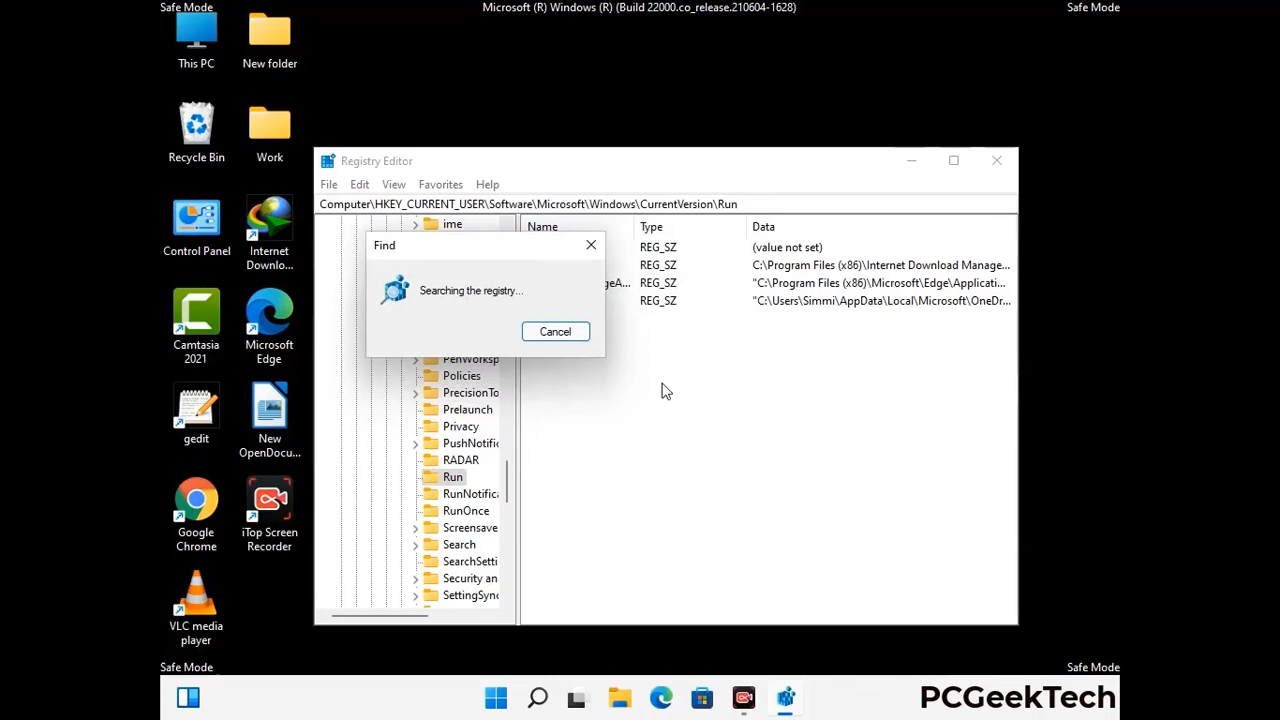 Safe Mode
Microsoft (R) Windows (R) (Build 22000.co_release.210604-1628)
Safe Mode
This PC
New folder
Recycle Bin
Work
Control Panel
Internet
Downlo...
Camtasia
2021
Microsoft
Edge
gedit
New
OpenDocu...
Google
Chrome
iTop Screen
Recorder
VLC media
player
Registry Editor
File
Edit
View
Favorites
Help
Computer\HKEY_CURRENT_USER\Software\Microsoft\Windows\CurrentVersion\Run
ime
Find
Searching the registry...
Cancel
PenWorksp
Policies
PrecisionTo
Prelaunch
Privacy
PushNotific
RADAR
Run
RunNotifica
RunOnce
Screensave
Search
SearchSetti
Security an
SettingSync
Name
Type
Data
REG_SZ
(value not set)
REG_SZ
C:\Program Files (x86)\Internet Download Manage...
geA...
REG_SZ
"C:\Program Files (x86)\Microsoft\Edge\Applicati...
REG_SZ
"C:\Users\Simmi\AppData\Local\Microsoft\OneDr...
Safe Mode
Safe Mode
PCGeekTech